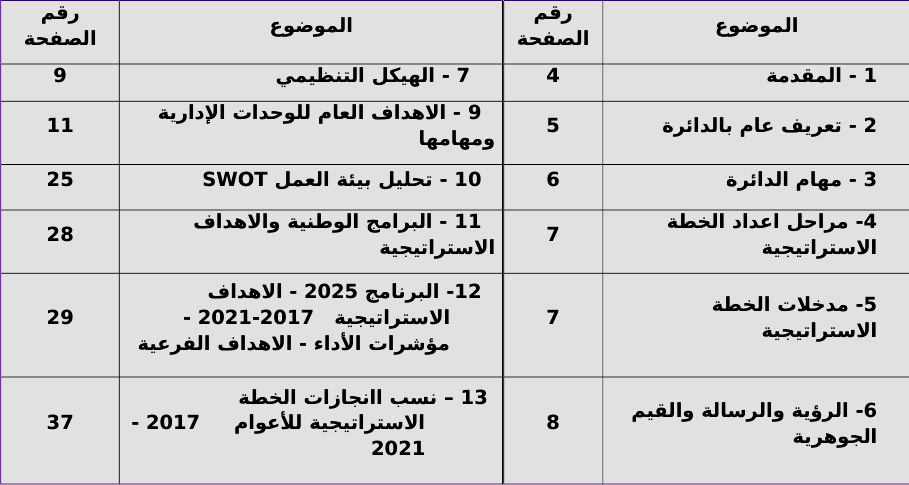 الموضوع
رقم
الصفحة
الموضوع
رقم
الصفحة
1 - المقدمة
4
7 - الهيكل التنظيمي
9
2 - تعريف عام بالدائرة
5
9 - الاهداف العام للوحدات الإدارية
ومهامها
11
3 - مهام الدائرة
6
10 - تحليل بيئة العمل SWOT
25
4- مراحل اعداد الخطة
الاستراتيجية
7
11 - البرامج الوطنية والاهداف
الاستراتيجية
28
5- مدخلات الخطة
الاستراتيجية
7
12- البرنامج 2025 - الاهداف
الاستراتيجية 2017-2021 -
مؤشرات الأداء - الاهداف الفرعية
29
6- الرؤية والرسالة والقيم
الجوهرية
8
13 – نسب اانجازات الخطة
الاستراتيجية للأعوام 2017 -
2021
37